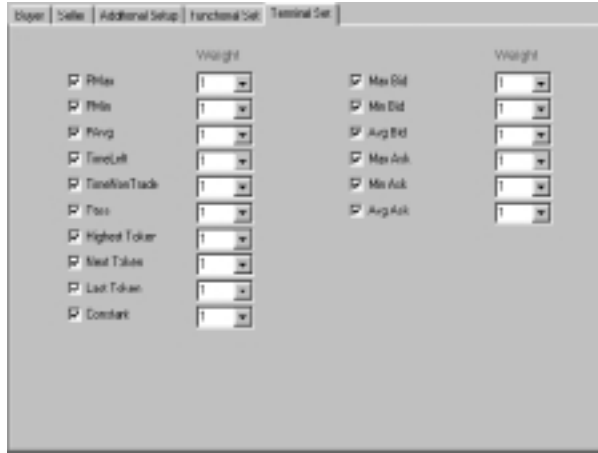 Buyer Seller Additional Setup Functional Set Terminal Set
Weight Weight
PMax 1 Max Bid 1
PMin 1 Min Bid 1
PAvg 1 Avg Bid 1
TimeLeft 1 Max Ask 1
TimeNonTrade 1 Min Ask 1
Pass 1 Avg Ask 1
Highest Token 1
Next Token 1
Last Token 1
Constant 1